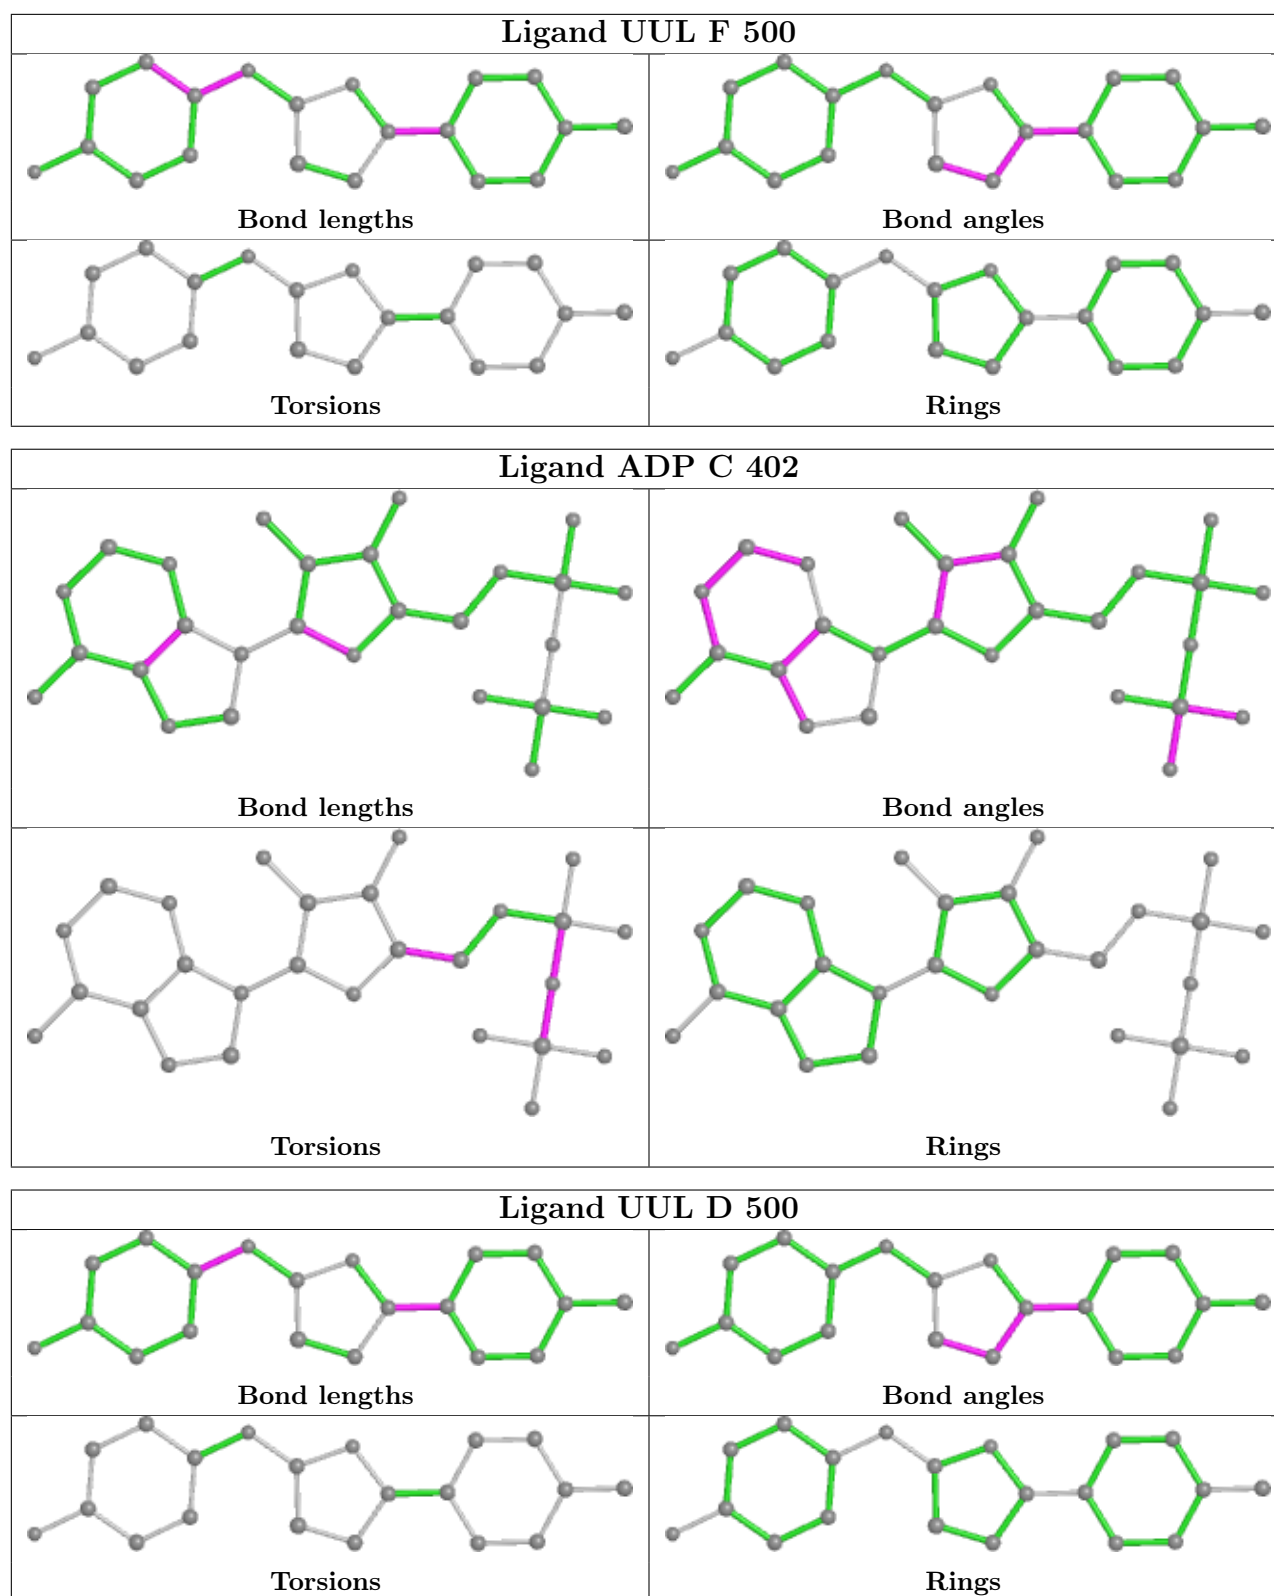 Ligand UUL F 500
Bond lengths
Bond angles
Torsions
Rings
Ligand ADP C 402
Bond lengths
Bond angles
Torsions
Rings
Ligand UUL D 500
Bond lengths
Bond angles
Torsions
Rings